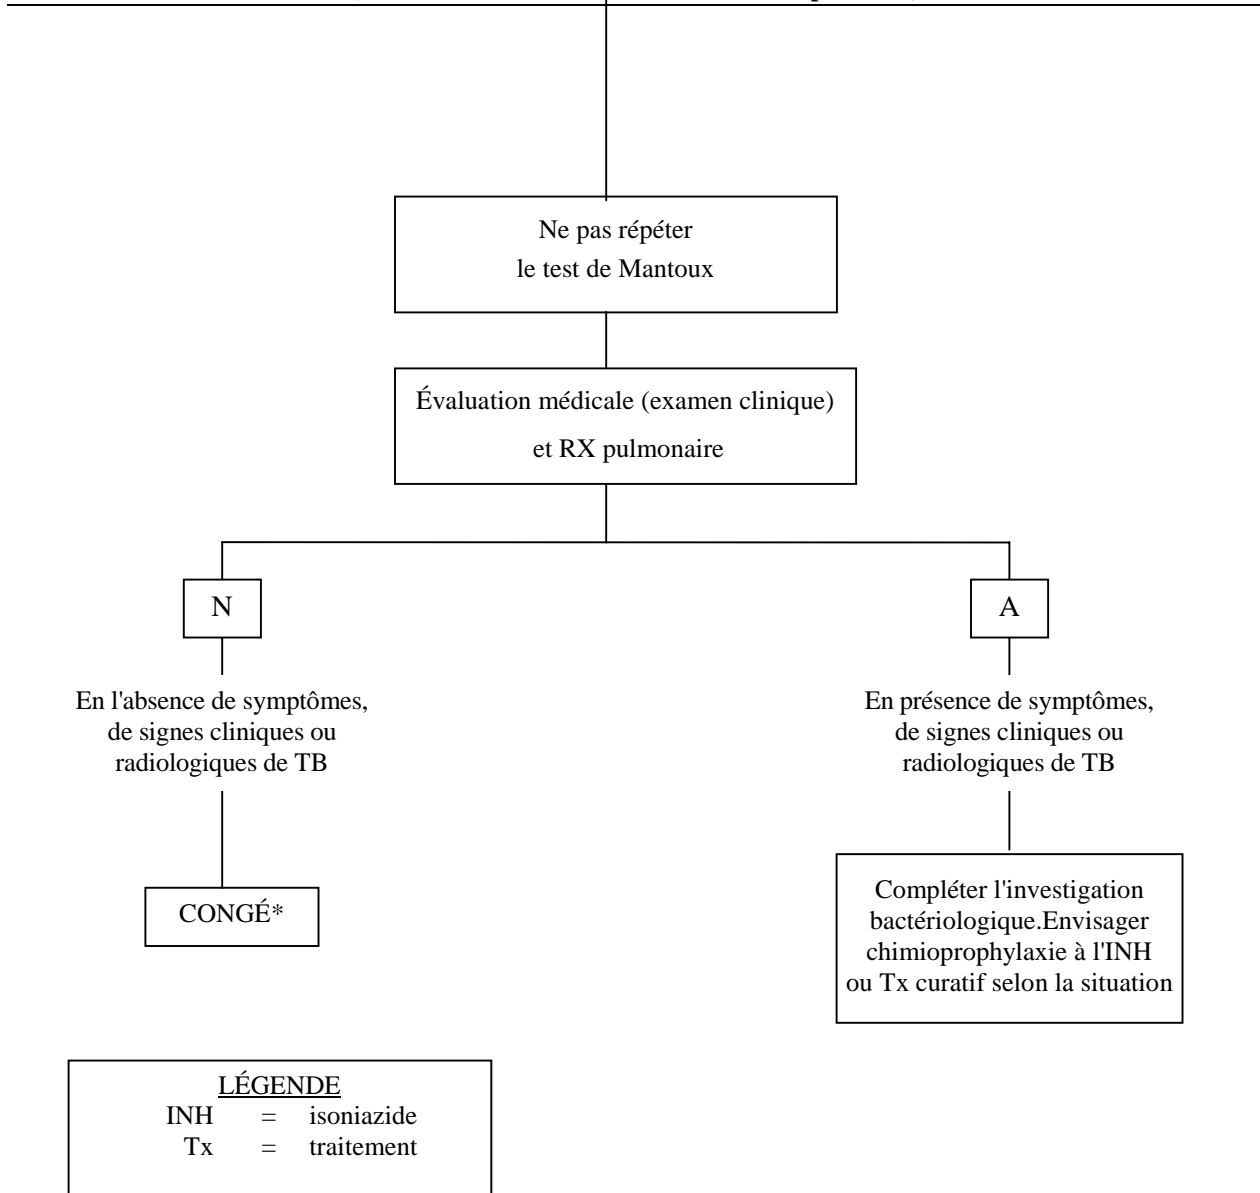 Ne pas répéter
le test de Mantoux
Évaluation médicale (examen clinique)
et RX pulmonaire
N
A
En l'absence de symptômes,
de signes cliniques ou
radiologiques de TB
En présence de symptômes,
de signes cliniques ou
radiologiques de TB
CONGÉ*
Compléter l'investigation
bactériologique.Envisager
chimioprophylaxie à l'INH
ou Tx curatif selon la situation
LÉGENDE
INH = isoniazide
Tx = traitement